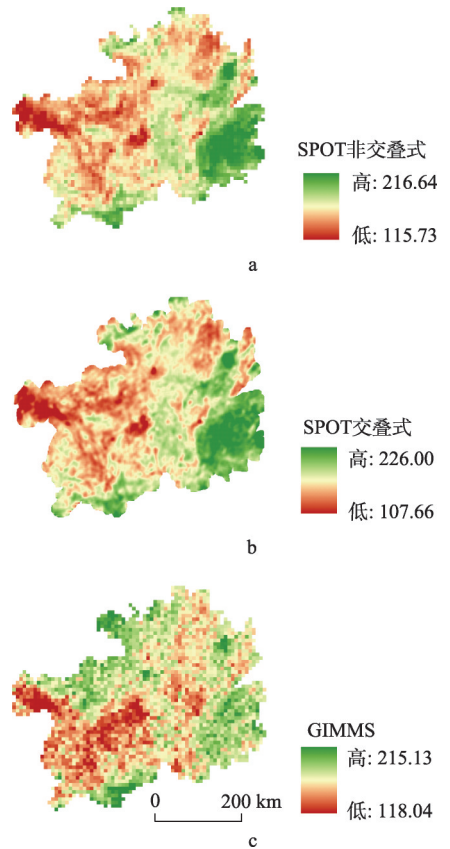 SPOT非交叠式
高: 216.64
低: 115.73
a
SPOT交叠式
高: 226.00
低: 107.66
b
GIMMS
高: 215.13
低: 118.04
0 200 km
c